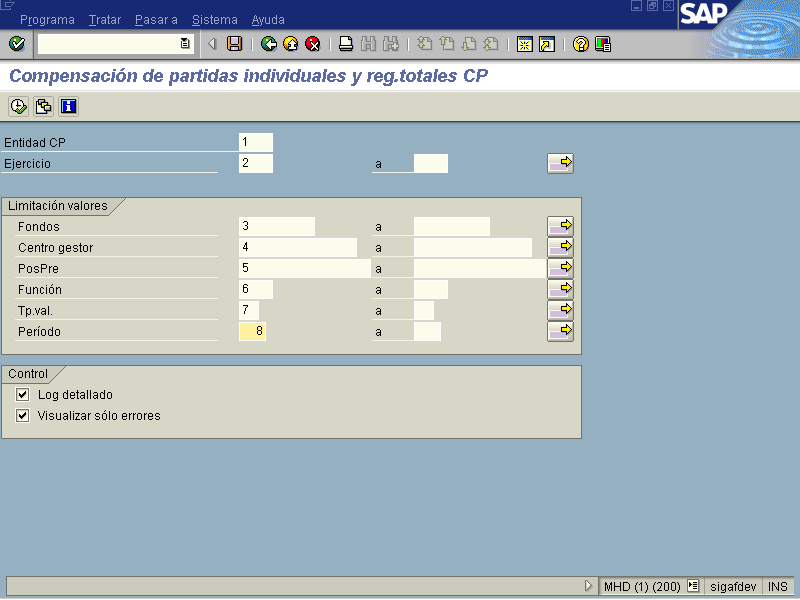 Programa Tratar Pasar a Sistema Ayuda
SAP
Compensación de partidas individuales y reg.totales CP
Entidad CP 1
Ejercicio 2 a
Limitación valores
Fondos 3 a
Centro gestor 4 a
PosPre 5 a
Función 6 a
Tp.val. 7 a
Período 8 a
Control
Log detallado
Visualizar sólo errores
MHD (1) (200) sigafdev INS